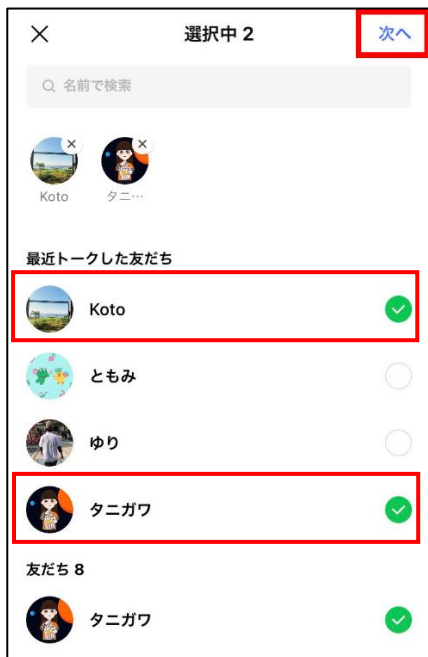 選択中 2
次へ
名前で検索
Koto
タニ…
最近トークした友だち
Koto
ともみ
ゆり
タニガワ
友だち 8
タニガワ